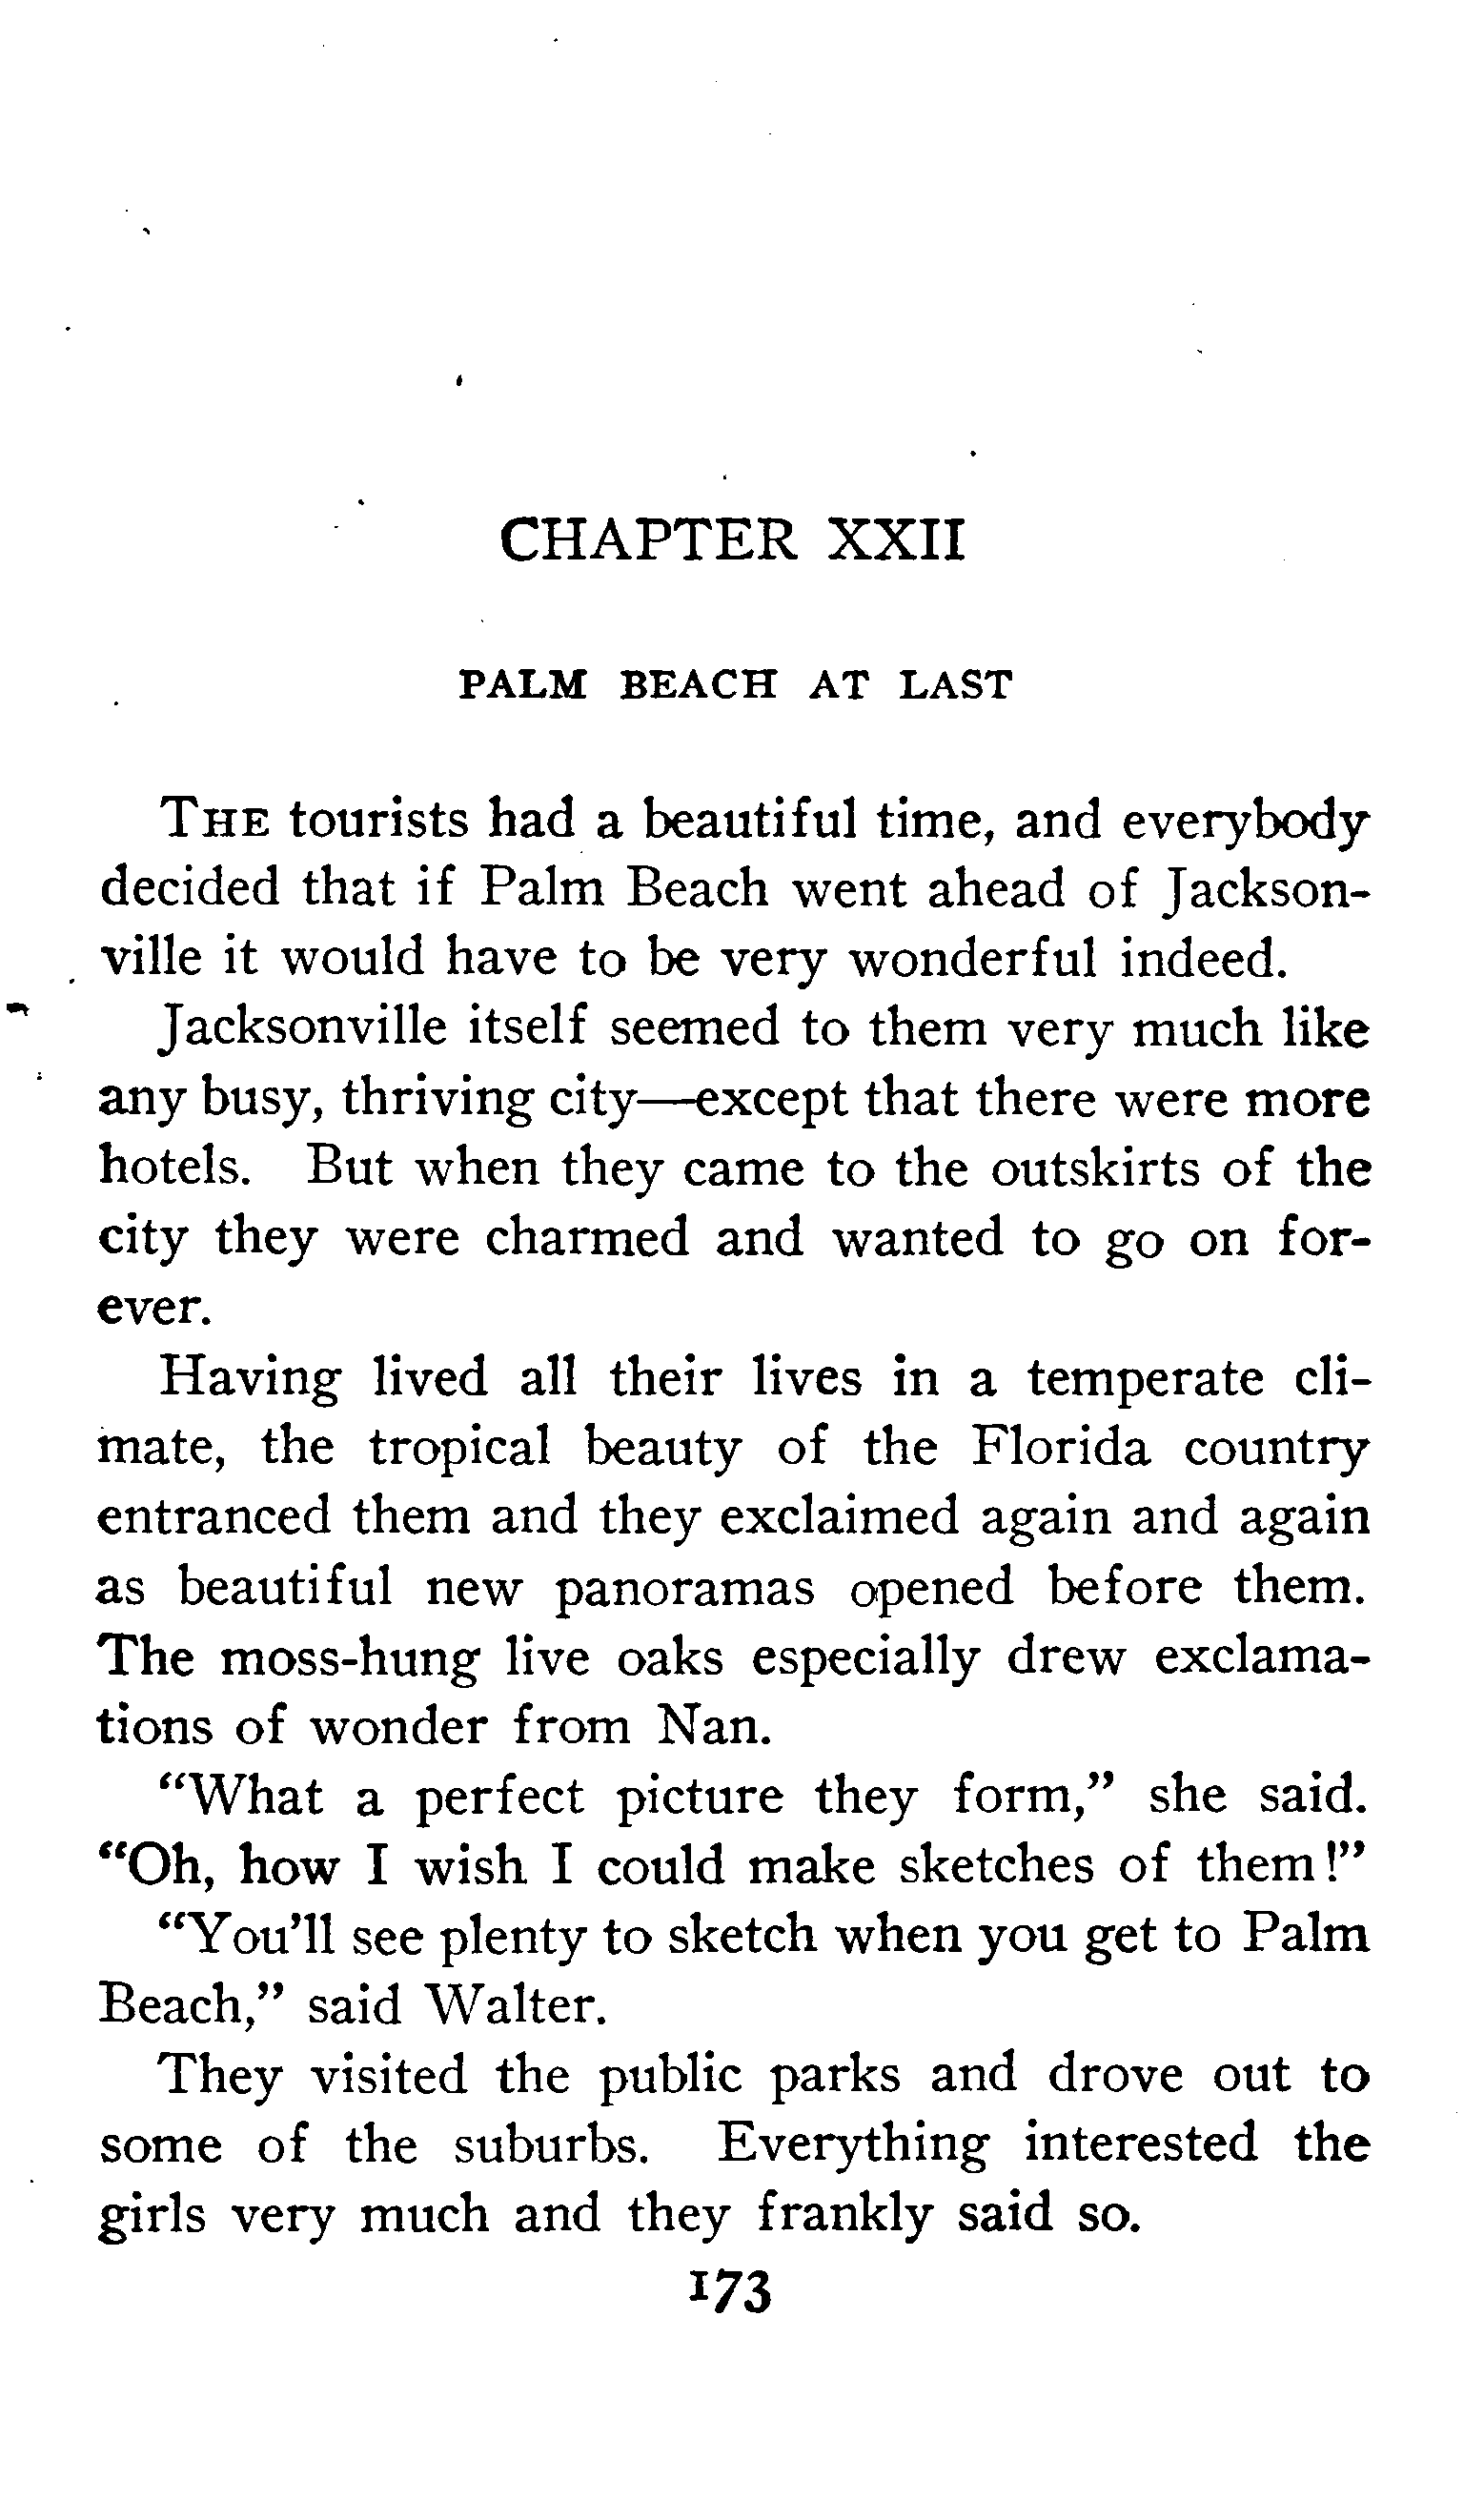 CHAPTER XXII
PALM BEACH AT LAST
THE tourists had a beautiful time, and everybody
decided that if Palm Beach went ahead of Jackson-
ville it would have to be very wonderful indeed.
Jacksonville itself seemed to them very much like
any busy, thriving city—except that there were more
hotels. But when they came to the outskirts of the
city they were charmed and wanted to go on for-
ever.
Having lived all their lives in a temperate cli-
mate, the tropical beauty of the Florida country
entranced them and they exclaimed again and again
as beautiful new panoramas opened before them.
The moss-hung live oaks especially drew exclama-
tions of wonder from Nan.
“What a perfect picture they form,” she said.
“Oh, how I wish I could make sketches of them!”
“You'll see plenty to sketch when you get to Palm
Beach,” said Walter.
They visited the public parks and drove out to
some of the suburbs. Everything interested the
girls very much and they frankly said so.
173